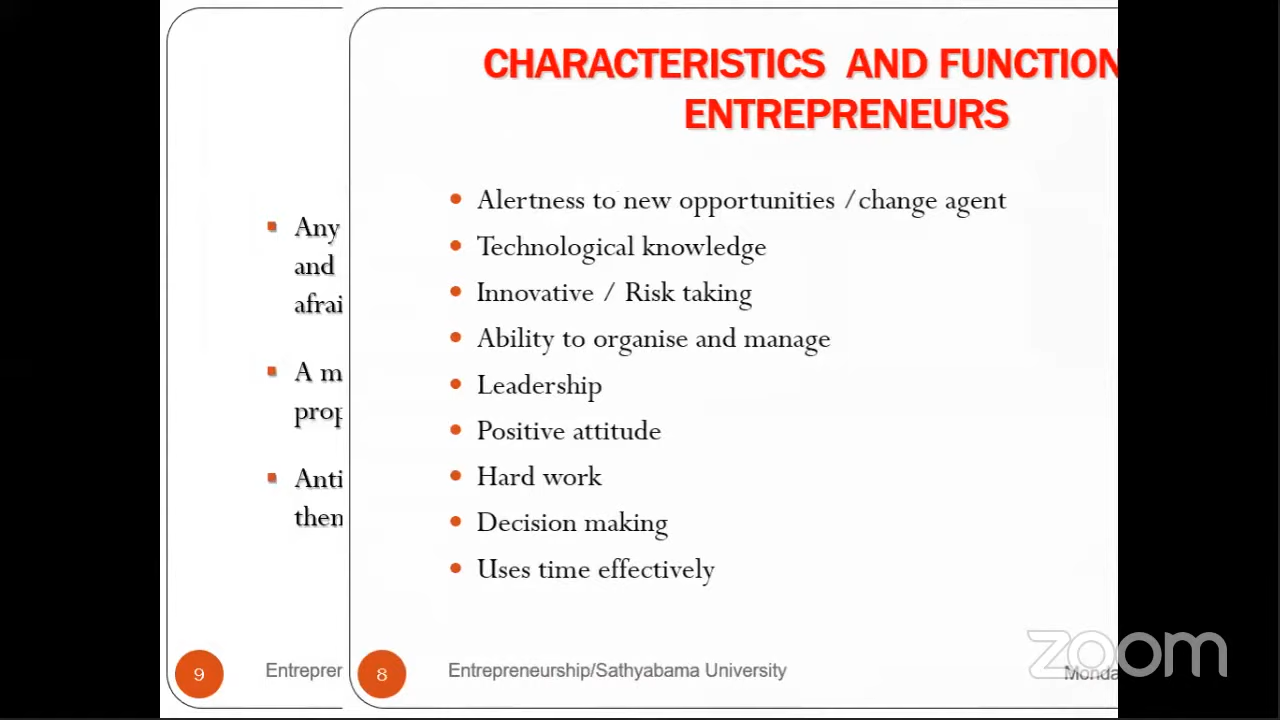 Any
and
afrai
A m
prop
Anti
then
9
Entreprer
CHARACTERISTICS AND FUNCTION
ENTREPRENEURS
Alertness to new opportunities /change agent
Technological knowledge
Innovative / Risk taking
Ability to organise and manage
Leadership
Positive attitude
Hard work
Decision making
Uses time effectively
8
Entrepreneurship/Sathyabama University
Monda
zoom